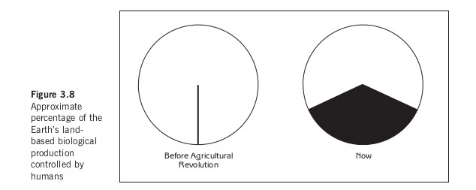 Figure 3.8
Approximate
percentage of the
Earth's land-
based biological
production
controlled by
humans
Before Agricultural
Revolution
Now